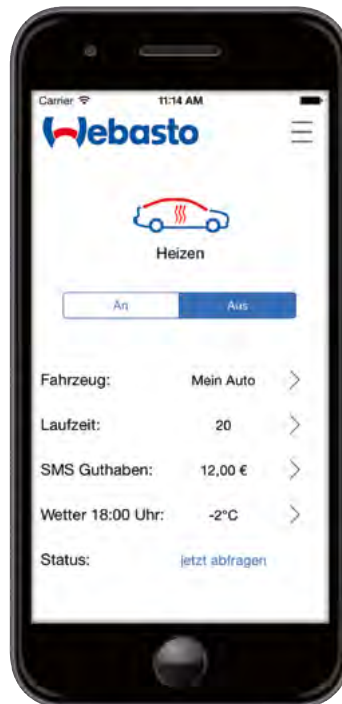 Carrier 11:14 AM
Webasto
Heizen
An Aus
Fahrzeug: Mein Auto
Laufzeit: 20
SMS Guthaben: 12,00 €
Wetter 18:00 Uhr: -2°C
Status: jetzt abfragen